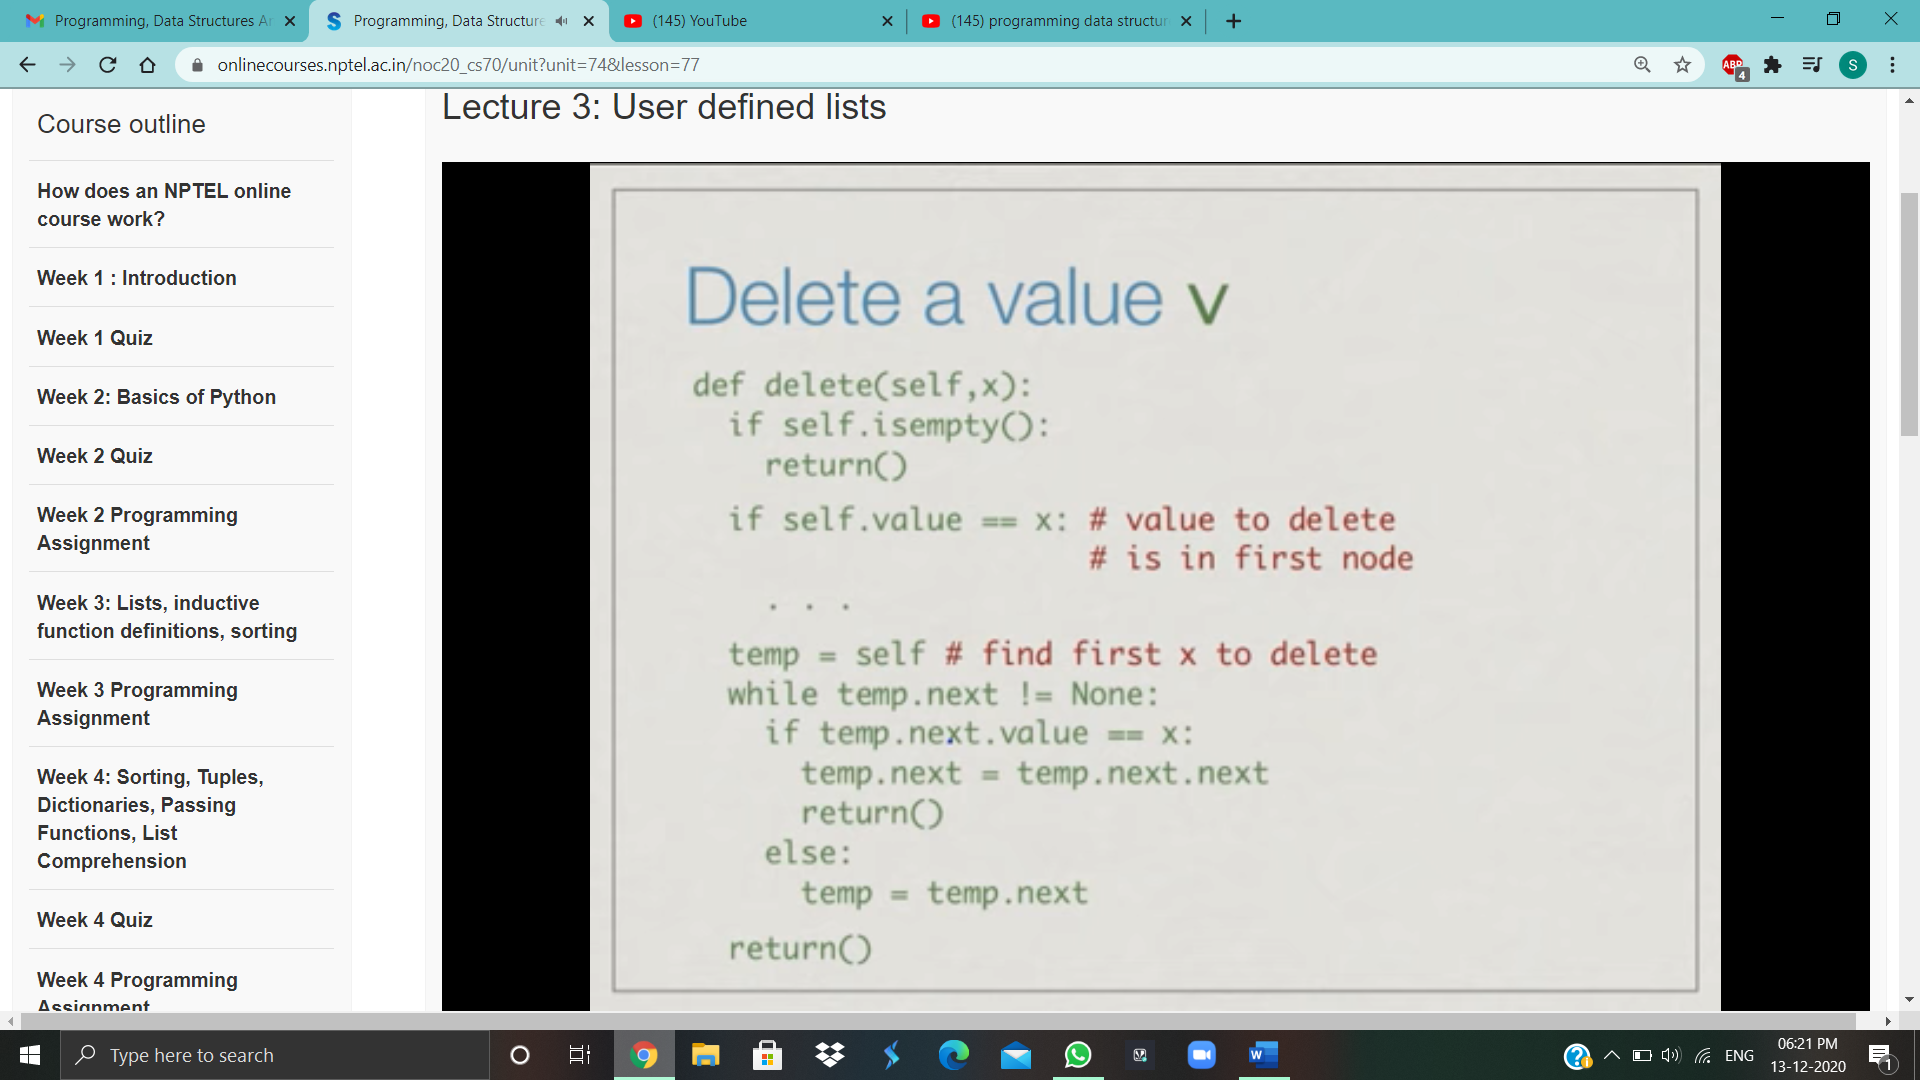 Programming, Data Structures Ar
Programming, Data Structure
(145) YouTube
(145) programming data structur
onlinecourses.nptel.ac.in/noc20_cs70/unit?unit=74&lesson=77
ABP
4
S
Course outline
How does an NPTEL online
course work?
Week 1 : Introduction
Week 1 Quiz
Week 2: Basics of Python
Week 2 Quiz
Week 2 Programming
Assignment
Week 3: Lists, inductive
function definitions, sorting
Week 3 Programming
Assignment
Week 4: Sorting, Tuples,
Dictionaries, Passing
Functions, List
Comprehension
Week 4 Quiz
Week 4 Programming
Assignment
Lecture 3: User defined lists
Delete a value v
def delete(self,x):
if self.isempty():
return()
if self.value == x: # value to delete
# is in first node
. . .
temp = self # find first x to delete
while temp.next != None:
if temp.next.value == x:
temp.next = temp.next.next
return()
else:
temp = temp.next
return()
Type here to search
ENG
06:21 PM
13-12-2020
1